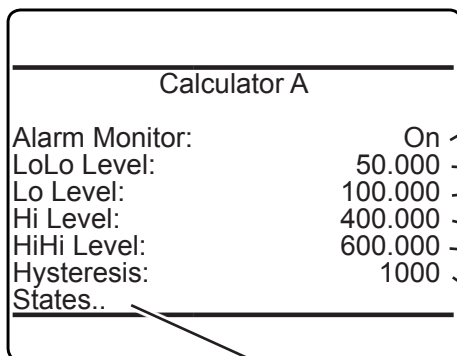 Calculator A
Alarm Monitor: On
LoLo Level: 50.000
Lo Level: 100.000
Hi Level: 400.000
HiHi Level: 600.000
Hysteresis: 1000
States..